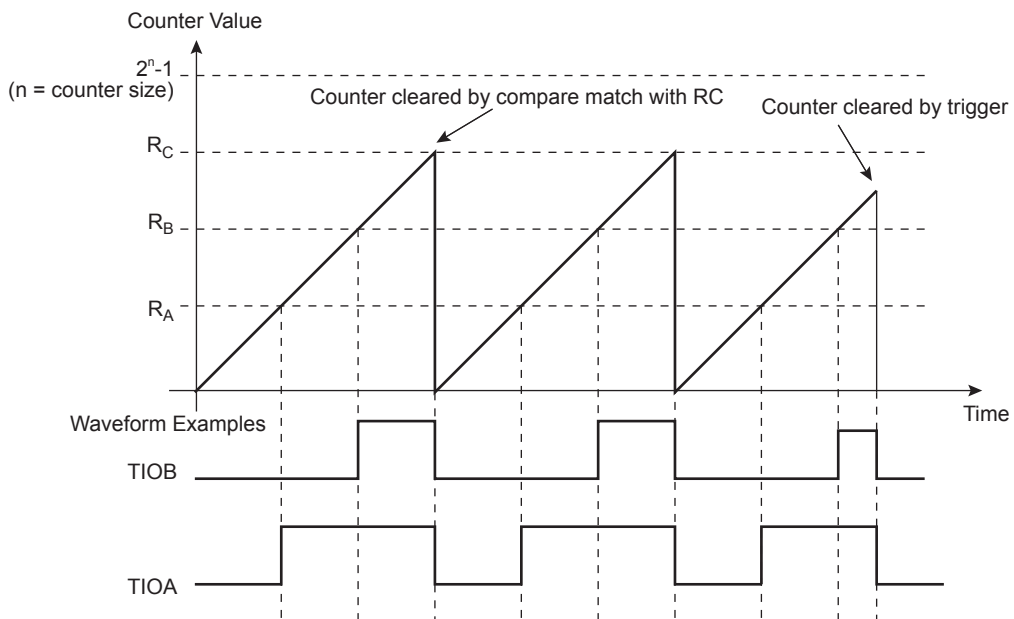 Counter Value
2ⁿ-1
(n = counter size)
Counter cleared by compare match with RC
Counter cleared by trigger
R_C
R_B
R_A
Time
Waveform Examples
TIOB
TIOA